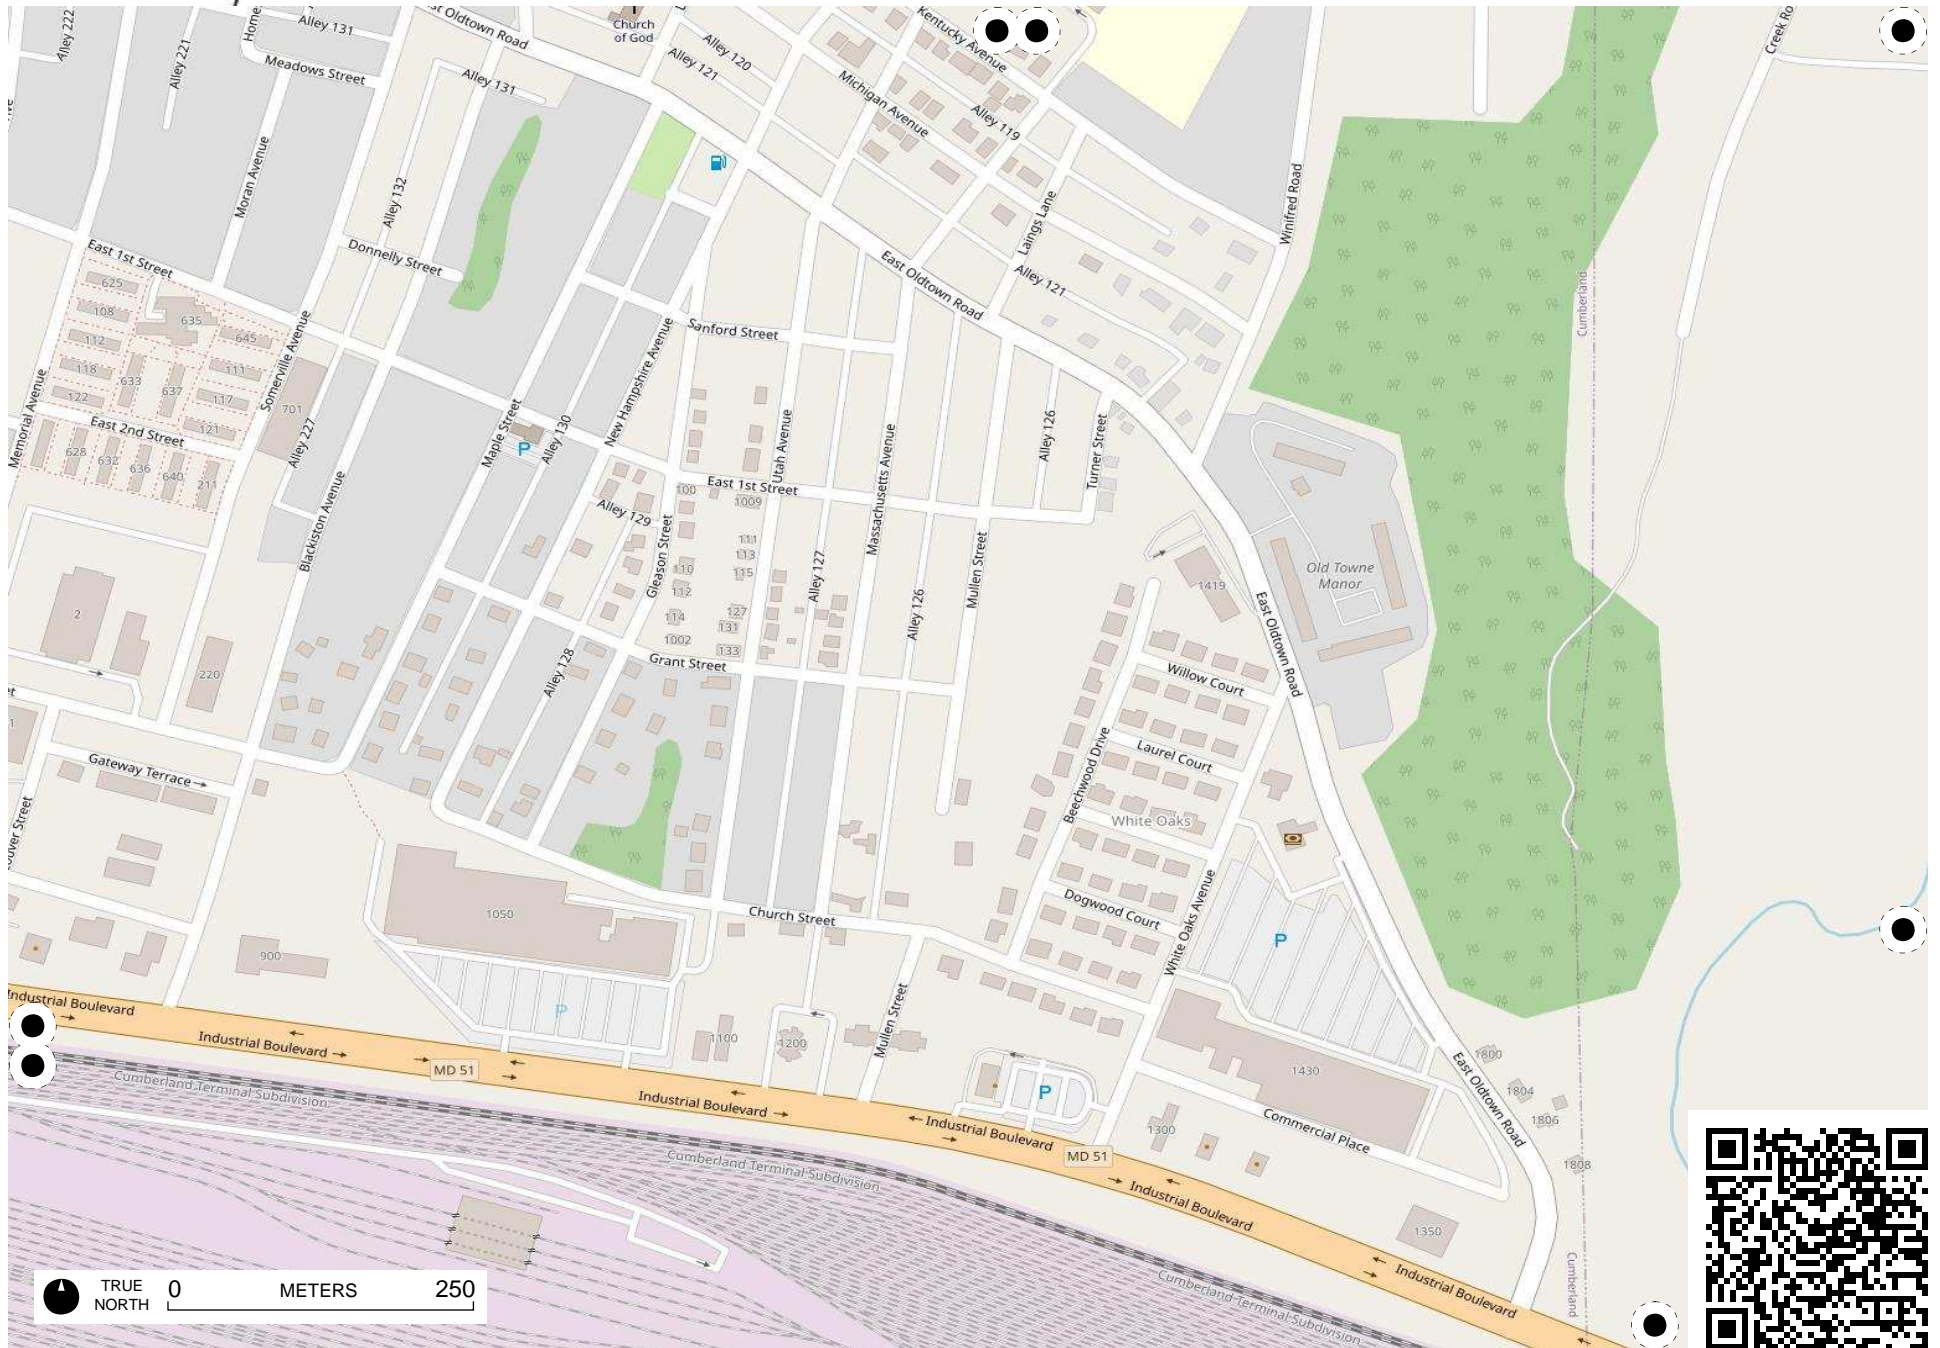 Alley 222
Alley 221
Alley 131
Meadows Street
East Oldtown Road
Alley 131
Church
of God
Alley 120
Alley 121
Kentucky Avenue
Michigan Avenue
Alley 119
Creek Ro
Moran Avenue
Alley 132
Donnelly Street
East 1st Street
Laings Lane
Winifred Road
Alley 121
East Oldtown Road
Cumberland
625
108
635
112
645
118
633
111
637
122
117
121
701
Memorial Avenue
East 2nd Street
628
632
636
640
211
Somerville Avenue
Alley 227
Blackiston Avenue
Maple Street
P
Alley 130
New Hampshire Avenue
Sanford Street
Utah Avenue
Massachusetts Avenue
Alley 126
Turner Street
East 1st Street
100
1009
Alley 129
Gleason Street
111
113
115
110
112
114
127
131
1002
133
Alley 127
Alley 126
Mullen Street
1419
Old Towne
Manor
East Oldtown Road
2
220
Alley 128
Grant Street
Willow Court
Laurel Court
Beechwood Drive
White Oaks
Gateway Terrace
1050
Church Street
Dogwood Court
White Oaks Avenue
P
900
P
Industrial Boulevard
Industrial Boulevard
MD 51
1100
1200
Mullen Street
P
1430
1800
1804
1806
1808
East Oldtown Road
Cumberland Terminal Subdivision
Industrial Boulevard
Industrial Boulevard
MD 51
1300
Commercial Place
Cumberland Terminal Subdivision
Industrial Boulevard
1350
Industrial Boulevard
Cumberland
Cumberland Terminal Subdivision
TRUE
NORTH
0 METERS 250